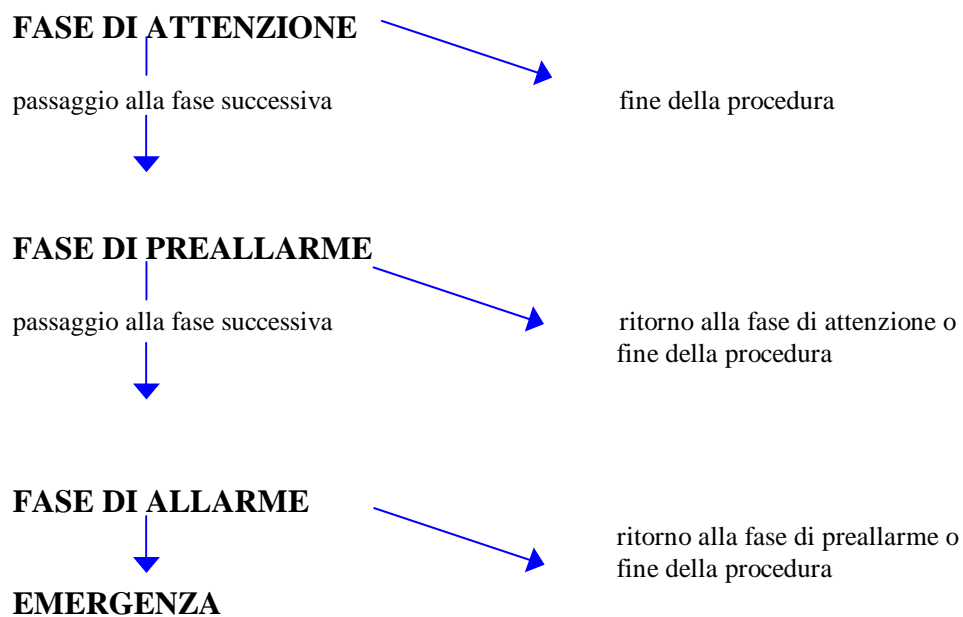 FASE DI ATTENZIONE
passaggio alla fase successiva
fine della procedura
FASE DI PREALLARME
passaggio alla fase successiva
ritorno alla fase di attenzione o
fine della procedura
FASE DI ALLARME
ritorno alla fase di preallarme o
fine della procedura
EMERGENZA